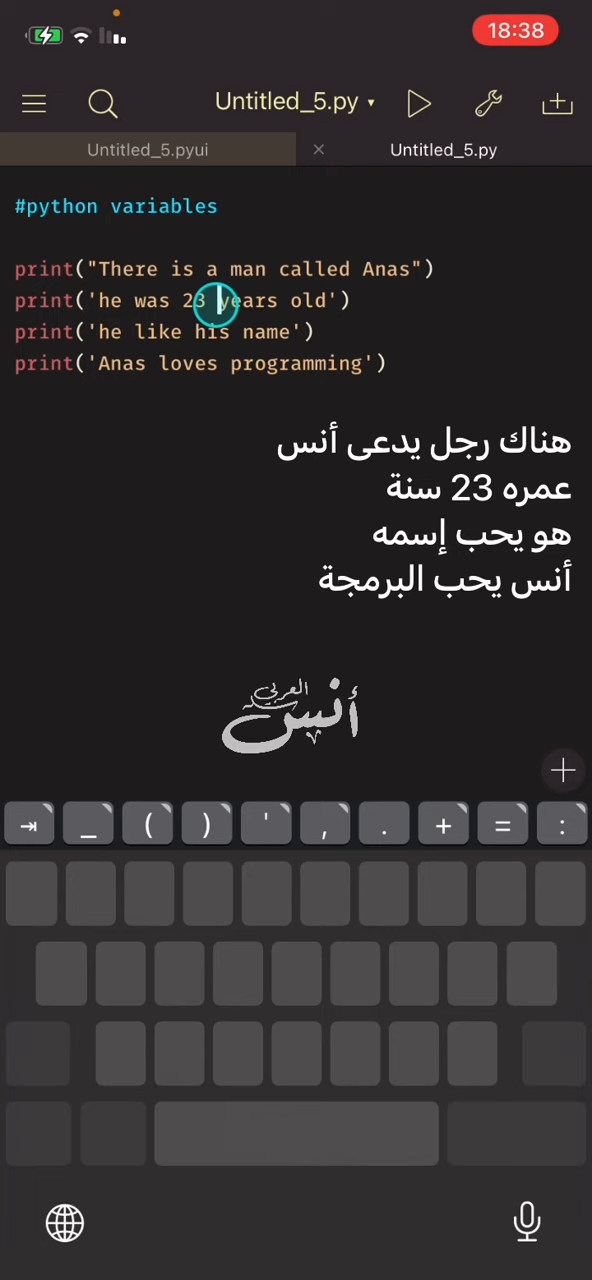 18:38
Untitled_5.py ▾
Untitled_5.pyui
× Untitled_5.py
#python variables
print("There is a man called Anas")
print('he was 23 years old')
print('he like his name')
print('Anas loves programming')
هناك رجل يدعى أنس
عمره 23 سنة
هو يحب إسمه
أنس يحب البرمجة
أنس العربي
⇥ _ ( ) ' , . + = :